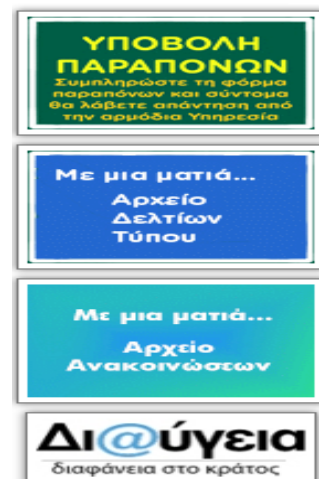 ΥΠΟΒΟΛΗ
ΠΑΡΑΠΟΝΩΝ
Συμπληρώστε τη φόρμα
παραπόνων και σύντομα
θα λάβετε απάντηση από
την αρμόδια Υπηρεσία
Με μια ματιά...
Αρχείο
Δελτίων
Τύπου
Με μια ματιά...
Αρχείο
Ανακοινώσεων
Δι@ύγεια
διαφάνεια στο κράτος